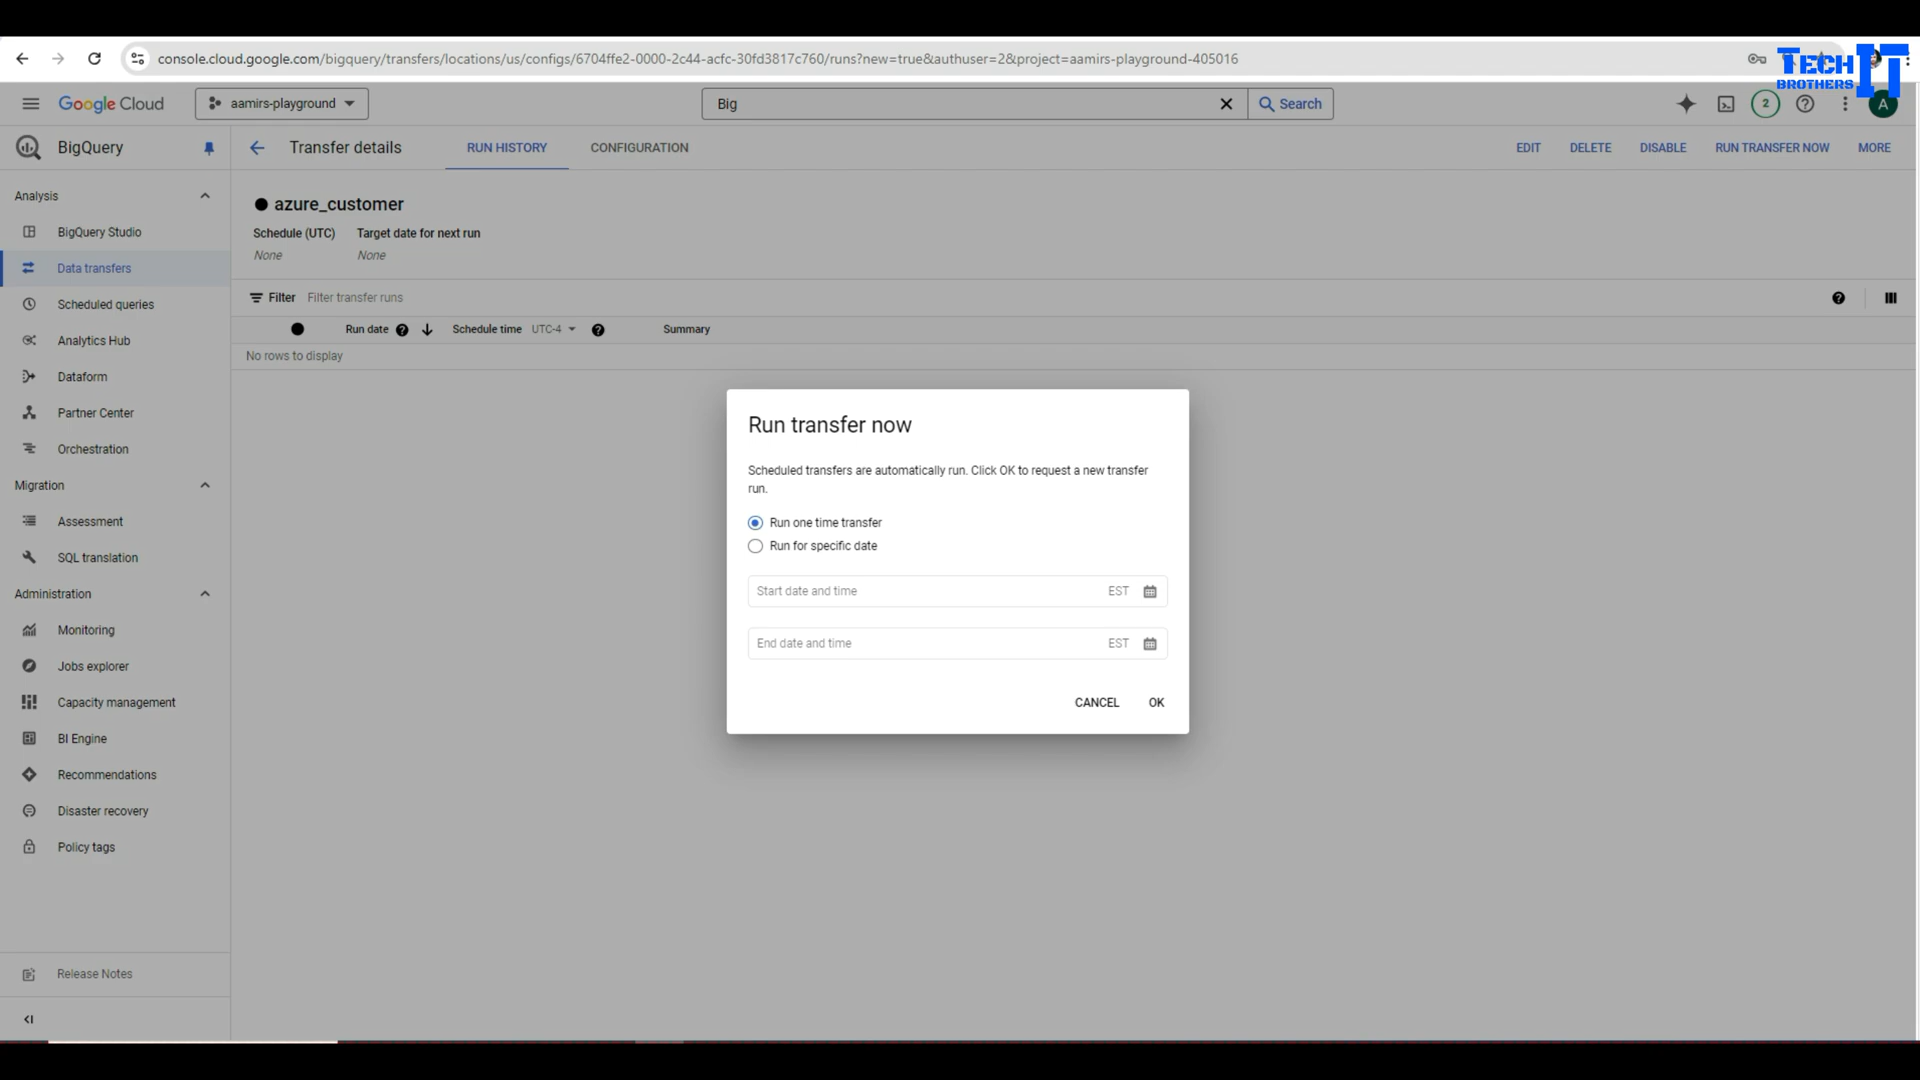 console.cloud.google.com/bigquery/transfers/locations/us/configs/6704ffe2-0000-2c44-acfc-30fd3817c760/runs?new=true&authuser=2&project=aamirs-playground-405016
TECH
BROTHERS
IT
Google Cloud
aamirs-playground
Big
Search
2
A
BigQuery
Transfer details
RUN HISTORY
CONFIGURATION
EDIT
DELETE
DISABLE
RUN TRANSFER NOW
MORE
Analysis
BigQuery Studio
Data transfers
Scheduled queries
Analytics Hub
Dataform
Partner Center
Orchestration
Migration
Assessment
SQL translation
Administration
Monitoring
Jobs explorer
Capacity management
BI Engine
Recommendations
Disaster recovery
Policy tags
Release Notes
azure_customer
Schedule (UTC) Target date for next run
None None
Filter Filter transfer runs
Run date Schedule time UTC-4 Summary
No rows to display
Run transfer now
Scheduled transfers are automatically run. Click OK to request a new transfer
run.
Run one time transfer
Run for specific date
Start date and time EST
End date and time EST
CANCEL OK